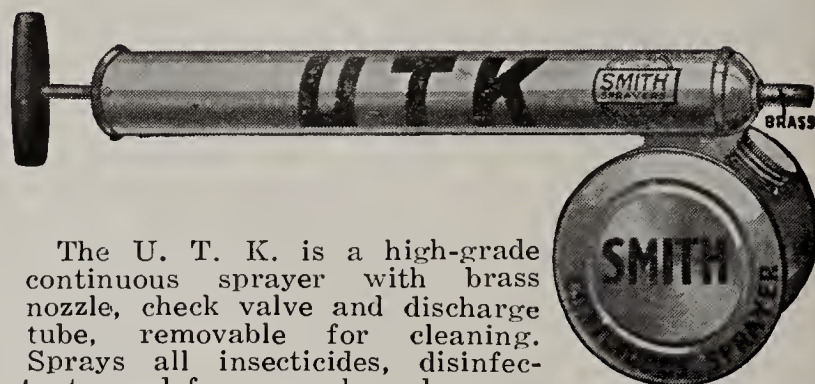 U T K
SMITH
SPRAYERS
BRASS
SMITH
SPRAYER
The U. T. K. is a high-grade
continuous sprayer with brass
nozzle, check valve and discharge
tube, removable for cleaning.
Sprays all insecticides, disinfec-